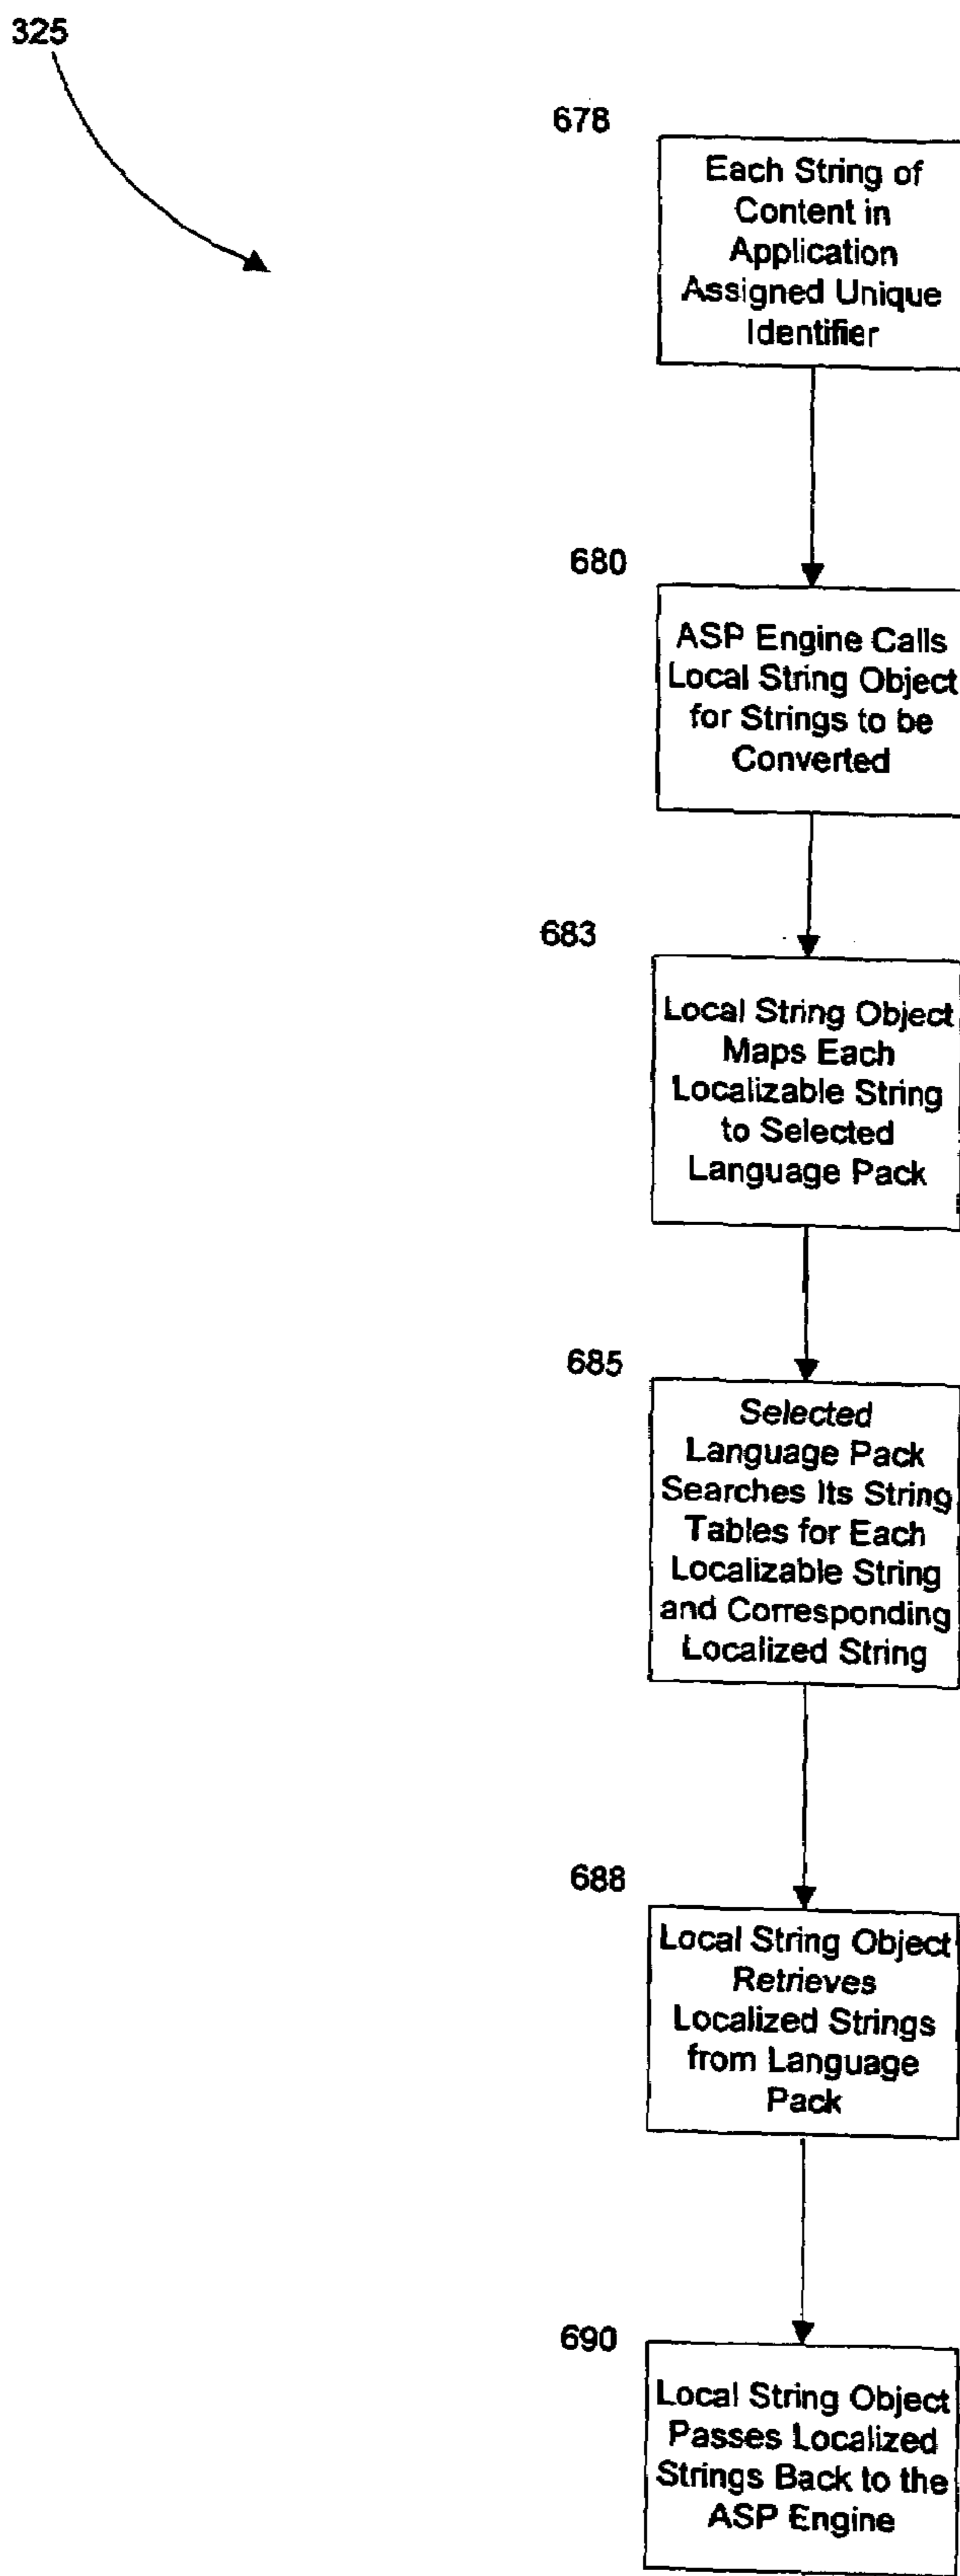 325
678
Each String of
Content in
Application
Assigned Unique
Identifier
680
ASP Engine Calls
Local String Object
for Strings to be
Converted
683
Local String Object
Maps Each
Localizable String
to Selected
Language Pack
685
Selected
Language Pack
Searches Its String
Tables for Each
Localizable String
and Corresponding
Localized String
688
Local String Object
Retrieves
Localized Strings
from Language
Pack
690
Local String Object
Passes Localized
Strings Back to the
ASP Engine